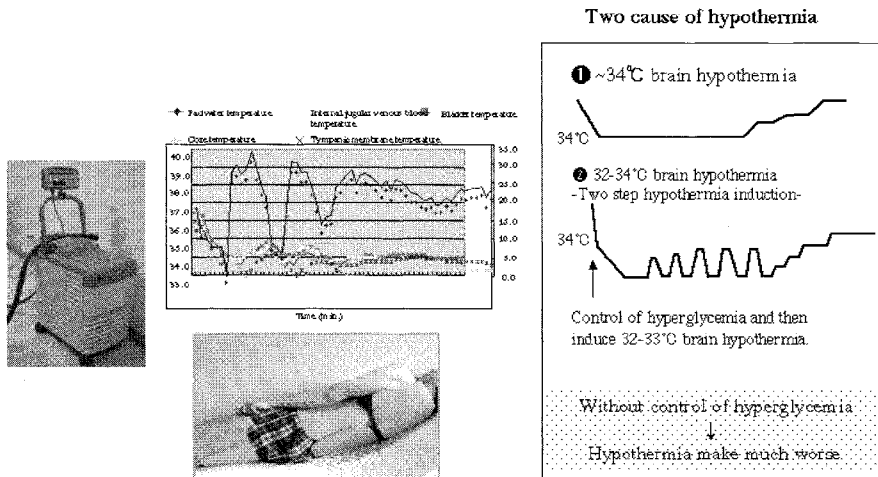 Two cause of hypothermia
❶ ~34℃ brain hypothermia
34℃
❷ 32-34℃ brain hypothermia
-Two step hypothermia induction-
34℃
Control of hyperglycemia and then
induce 32-33℃ brain hypothermia.
Without control of hyperglycemia
↓
Hypothermia make much worse
Padwater temperature
Internal jugular venous blood
temperature
Bladder temperature
Core temperature
Tympanic membrane temperature
40.0
39.0
38.0
37.0
36.0
35.0
34.0
33.0
35.0
30.0
25.0
20.0
15.0
10.0
5.0
0.0
Time (min.)